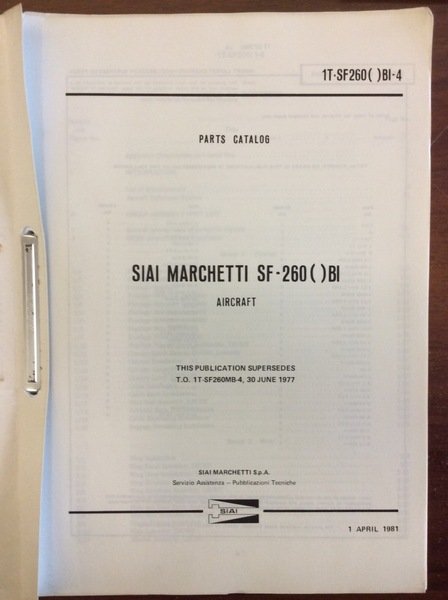 1T-SF260( )BI-4
PARTS CATALOG
SIAI MARCHETTI SF-260( )BI
AIRCRAFT
THIS PUBLICATION SUPERSEDES
T.O. 1T-SF260MB-4, 30 JUNE 1977
SIAI MARCHETTI S.p.A.
Servizio Assistenza – Pubblicazioni Tecniche
SIAI
1 APRIL 1981